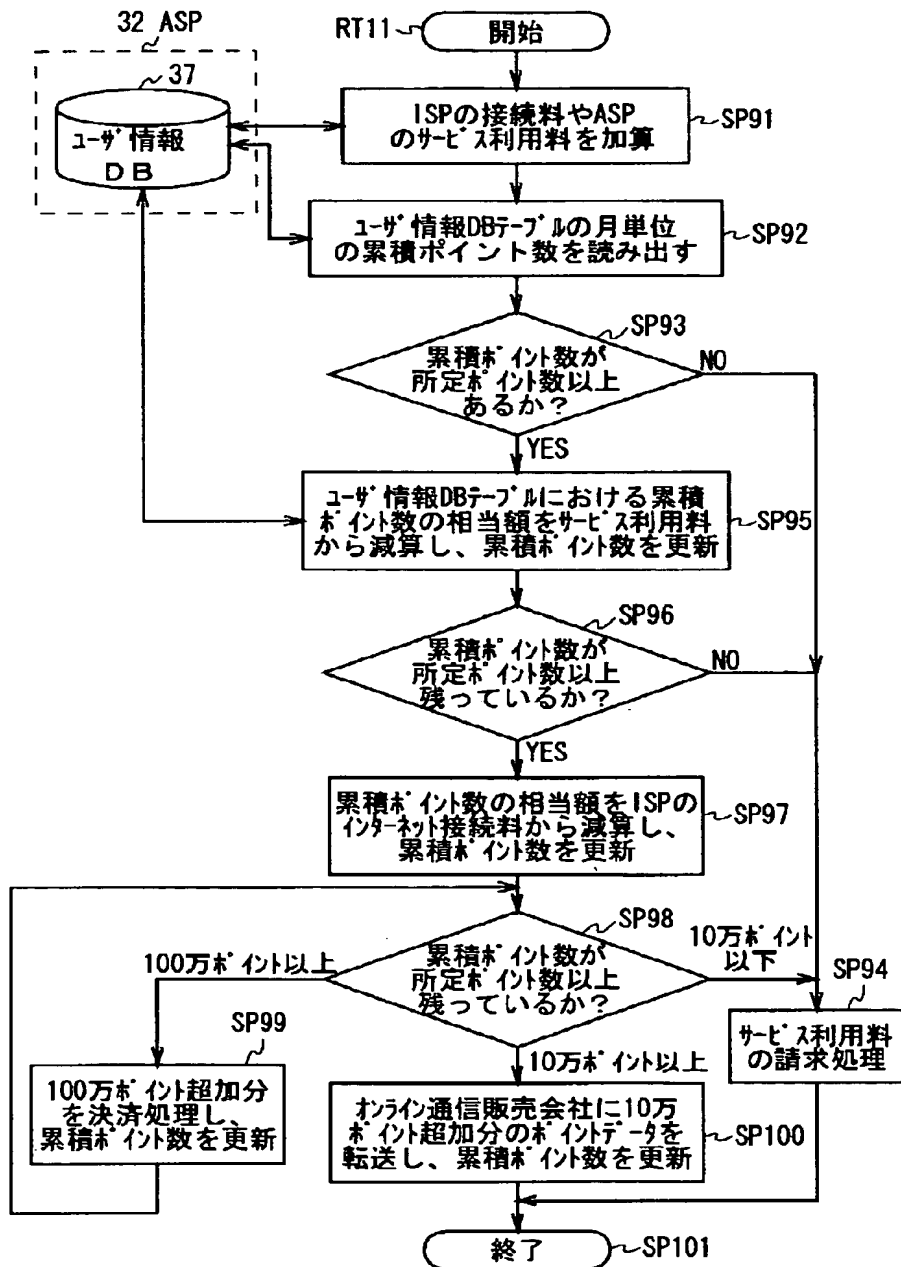 32 ASP
37
ユーザ情報
DB
RT11
開始
ISPの接続料やASP
のサービス利用料を加算
SP91
ユーザ情報DBテーブルの月単位
の累積ポイント数を読み出す
SP92
SP93
累積ポイント数が
所定ポイント数以上
あるか？
NO
YES
ユーザ情報DBテーブルにおける累積
ポイント数の相当額をサービス利用料
から減算し、累積ポイント数を更新
SP95
SP96
累積ポイント数が
所定ポイント数以上
残っているか？
NO
YES
累積ポイント数の相当額をISPの
インターネット接続料から減算し、
累積ポイント数を更新
SP97
SP98
累積ポイント数が
所定ポイント数以上
残っているか？
100万ポイント以上
10万ポイント
以下
SP94
サービス利用料
の請求処理
SP99
100万ポイント超加分
を決済処理し、
累積ポイント数を更新
10万ポイント以上
オンライン通信販売会社に10万
ポイント超加分のポイントデータを
転送し、累積ポイント数を更新
SP100
終了
SP101